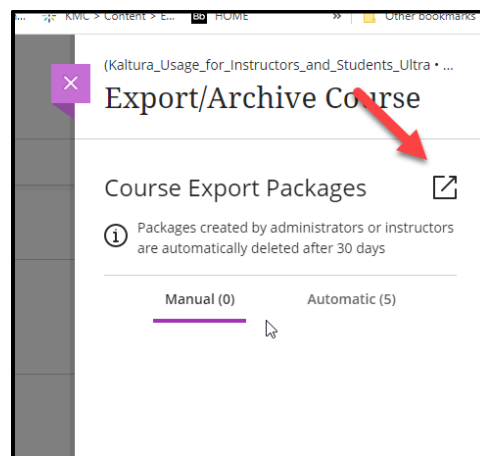 KMC > Content > E...
Bb HOME
»
Other bookmarks
(Kaltura_Usage_for_Instructors_and_Students_Ultra • ...
Export/Archive Course
Course Export Packages
Packages created by administrators or instructors
are automatically deleted after 30 days
Manual (0) Automatic (5)